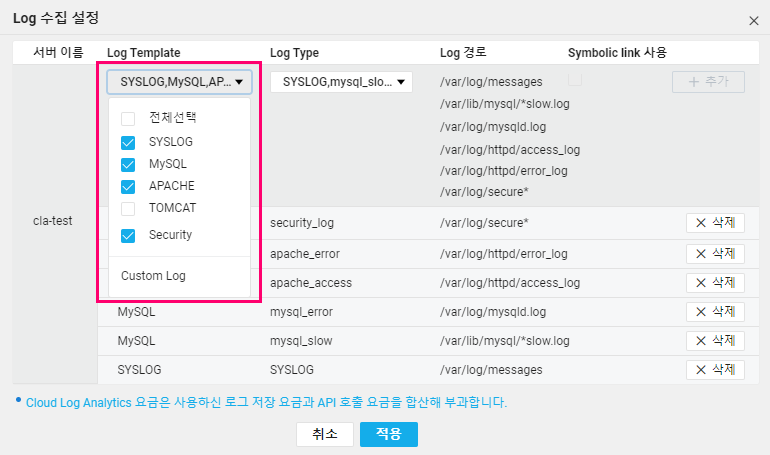 Log 수집 설정
서버 이름 Log Template Log Type Log 경로 Symbolic link 사용
SYSLOG,MySQL,AP... SYSLOG,mysql_slo... /var/log/messages + 추가
/var/lib/mysql/*slow.log
/var/log/mysqld.log
/var/log/httpd/access_log
/var/log/httpd/error_log
/var/log/secure*
전체선택
SYSLOG
MySQL
APACHE
TOMCAT
Security
Custom Log
cla-test
security_log /var/log/secure* 삭제
apache_error /var/log/httpd/error_log 삭제
apache_access /var/log/httpd/access_log 삭제
MySQL mysql_error /var/log/mysqld.log 삭제
MySQL mysql_slow /var/lib/mysql/*slow.log 삭제
SYSLOG SYSLOG /var/log/messages 삭제
Cloud Log Analytics 요금은 사용하신 로그 저장 요금과 API 호출 요금을 합산해 부과합니다.
취소 적용